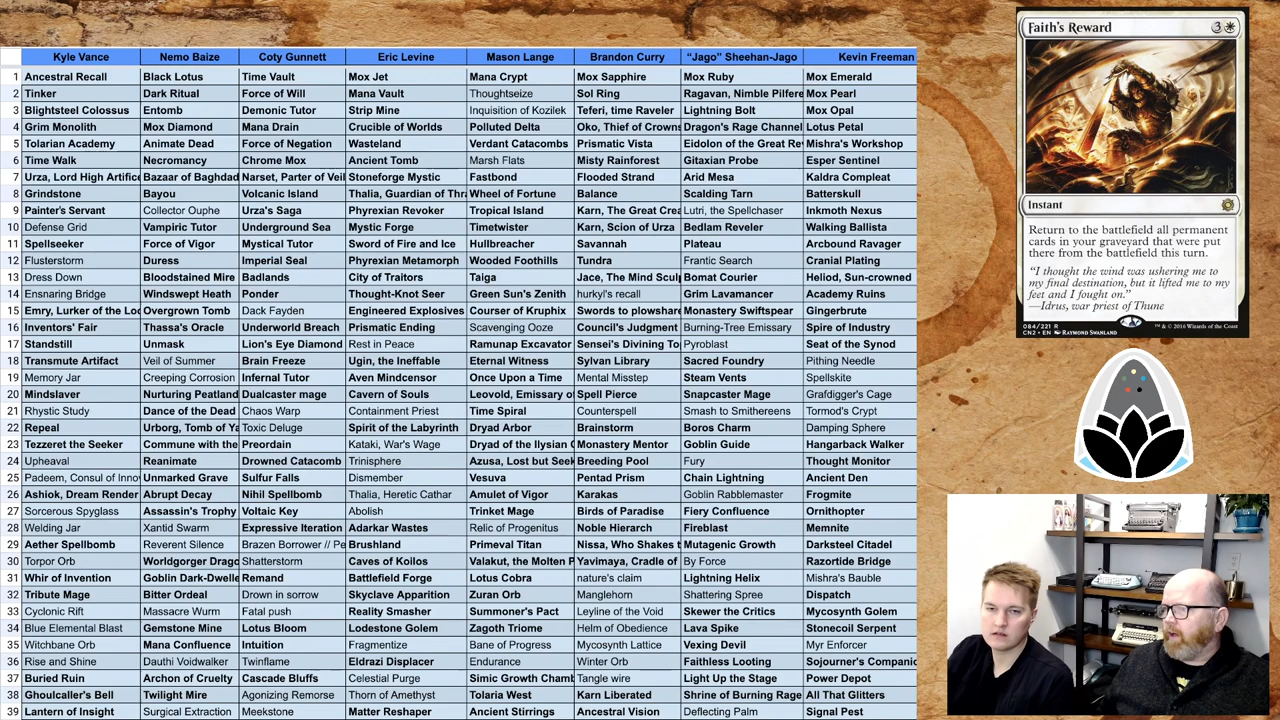 Kyle Vance Nemo Baize Coty Gunnett Eric Levine Mason Lange Brandon Curry “Jago” Sheehan-Jago Kevin Freeman
1 Ancestral Recall Black Lotus Time Vault Mox Jet Mana Crypt Mox Sapphire Mox Ruby Mox Emerald
2 Tinker Dark Ritual Force of Will Mana Vault Thoughtseize Sol Ring Ragavan, Nimble Pilfere Mox Pearl
3 Blightsteel Colossus Entomb Demonic Tutor Strip Mine Inquisition of Kozilek Teferi, time Raveler Lightning Bolt Mox Opal
4 Grim Monolith Mox Diamond Mana Drain Crucible of Worlds Polluted Delta Oko, Thief of Crowns Dragon's Rage Channel Lotus Petal
5 Tolarian Academy Animate Dead Force of Negation Wasteland Verdant Catacombs Prismatic Vista Eidolon of the Great Rev Mishra's Workshop
6 Time Walk Necromancy Chrome Mox Ancient Tomb Marsh Flats Misty Rainforest Gitaxian Probe Esper Sentinel
7 Urza, Lord High Artifice Bazaar of Baghdad Narset, Parter of Veil Stoneforge Mystic Fastbond Flooded Strand Arid Mesa Kaldra Compleat
8 Grindstone Bayou Volcanic Island Thalia, Guardian of Thra Wheel of Fortune Balance Scalding Tarn Batterskull
9 Painter's Servant Collector Ouphe Urza's Saga Phyrexian Revoker Tropical Island Karn, The Great Crea Lutri, the Spellchaser Inkmoth Nexus
10 Defense Grid Vampiric Tutor Underground Sea Mystic Forge Timetwister Karn, Scion of Urza Bedlam Reveler Walking Ballista
11 Spellseeker Force of Vigor Mystical Tutor Sword of Fire and Ice Hullbreacher Savannah Plateau Arcbound Ravager
12 Flusterstorm Duress Imperial Seal Phyrexian Metamorph Wooded Foothills Tundra Frantic Search Cranial Plating
13 Dress Down Bloodstained Mire Badlands City of Traitors Taiga Jace, The Mind Sculp Bomat Courier Heliod, Sun-crowned
14 Ensnaring Bridge Windswept Heath Ponder Thought-Knot Seer Green Sun's Zenith hurkyl's recall Grim Lavamancer Academy Ruins
15 Emry, Lurker of the Loc Overgrown Tomb Dack Fayden Engineered Explosives Courser of Kruphix Swords to plowshare Monastery Swiftspear Gingerbrute
16 Inventors' Fair Thassa's Oracle Underworld Breach Prismatic Ending Scavenging Ooze Council's Judgment Burning-Tree Emissary Spire of Industry
17 Standstill Unmask Lion's Eye Diamond Rest in Peace Ramunap Excavator Sensei's Divining To Pyroblast Seat of the Synod
18 Transmute Artifact Veil of Summer Brain Freeze Ugin, the Ineffable Eternal Witness Sylvan Library Sacred Foundry Pithing Needle
19 Memory Jar Creeping Corrosion Infernal Tutor Aven Mindcensor Once Upon a Time Mental Misstep Steam Vents Spellskite
20 Mindslaver Nurturing Peatland Dualcaster mage Cavern of Souls Leovold, Emissary o Spell Pierce Snapcaster Mage Grafdigger's Cage
21 Rhystic Study Dance of the Dead Chaos Warp Containment Priest Time Spiral Counterspell Smash to Smithereens Tormod's Crypt
22 Repeal Urborg, Tomb of Ya Toxic Deluge Spirit of the Labyrinth Dryad Arbor Brainstorm Boros Charm Damping Sphere
23 Tezzeret the Seeker Commune with the Preordain Kataki, War's Wage Dryad of the Ilysian G Monastery Mentor Goblin Guide Hangarback Walker
24 Upheaval Reanimate Drowned Catacomb Trinisphere Azusa, Lost but Seek Breeding Pool Fury Thought Monitor
25 Padeem, Consul of Innov Unmarked Grave Sulfur Falls Dismember Vesuva Pentad Prism Chain Lightning Ancient Den
26 Ashiok, Dream Render Abrupt Decay Nihil Spellbomb Thalia, Heretic Cathar Amulet of Vigor Karakas Goblin Rabblemaster Frogmite
27 Sorcerous Spyglass Assassin's Trophy Voltaic Key Abolish Trinket Mage Birds of Paradise Fiery Confluence Ornithopter
28 Welding Jar Xantid Swarm Expressive Iteration Adarkar Wastes Relic of Progenitus Noble Hierarch Fireblast Memnite
29 Aether Spellbomb Reverent Silence Brazen Borrower // Pe Brushland Primeval Titan Nissa, Who Shakes t Mutagenic Growth Darksteel Citadel
30 Torpor Orb Worldgorger Drago Shatterstorm Caves of Koilos Valakut, the Molten P Yavimaya, Cradle of By Force Razortide Bridge
31 Whir of Invention Goblin Dark-Dwelle Remand Battlefield Forge Lotus Cobra nature's claim Lightning Helix Mishra's Bauble
32 Tribute Mage Bitter Ordeal Drown in sorrow Skyclave Apparition Zuran Orb Manglehorn Shattering Spree Dispatch
33 Cyclonic Rift Massacre Wurm Fatal push Reality Smasher Summoner's Pact Leyline of the Void Skewer the Critics Mycosynth Golem
34 Blue Elemental Blast Gemstone Mine Lotus Bloom Lodestone Golem Zagoth Triome Helm of Obedience Lava Spike Stonecoil Serpent
35 Witchbane Orb Mana Confluence Intuition Fragmentize Bane of Progress Mycosynth Lattice Vexing Devil Myr Enforcer
36 Rise and Shine Dauthi Voidwalker Twinflame Eldrazi Displacer Endurance Winter Orb Faithless Looting Sojourner's Companio
37 Buried Ruin Archon of Cruelty Cascade Bluffs Celestial Purge Simic Growth Chamb Tangle wire Light Up the Stage Power Depot
38 Ghoulcaller's Bell Twilight Mire Agonizing Remorse Thorn of Amethyst Tolaria West Karn Liberated Shrine of Burning Rage All That Glitters
39 Lantern of Insight Surgical Extraction Meekstone Matter Reshaper Ancient Stirrings Ancestral Vision Deflecting Palm Signal Pest
Faith's Reward 3
Instant
Return to the battlefield all permanent
cards in your graveyard that were put
there from the battlefield this turn.
“I thought the wind was ushering me to
my final destination, but it lifted me to my
feet and I fought on.”
—Idrus, war priest of Thune
084/221 R
CN2 • EN RAYMOND SWANLAND
™ & © 2016 Wizards of the Coast